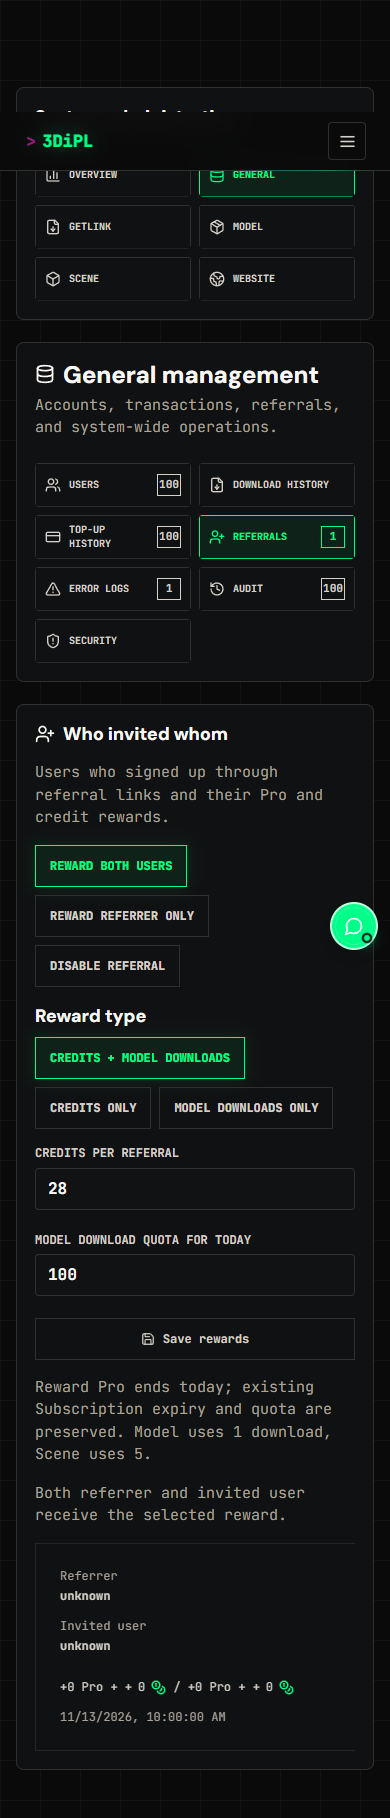 > 3DiPL
OVERVIEW
GENERAL
GETLINK
MODEL
SCENE
WEBSITE
General management
Accounts, transactions, referrals,
and system-wide operations.
USERS 100
DOWNLOAD HISTORY
TOP-UP
HISTORY 100
REFERRALS 1
ERROR LOGS 1
AUDIT 100
SECURITY
Who invited whom
Users who signed up through
referral links and their Pro and
credit rewards.
REWARD BOTH USERS
REWARD REFERRER ONLY
DISABLE REFERRAL
Reward type
CREDITS + MODEL DOWNLOADS
CREDITS ONLY
MODEL DOWNLOADS ONLY
CREDITS PER REFERRAL
28
MODEL DOWNLOAD QUOTA FOR TODAY
100
Save rewards
Reward Pro ends today; existing
Subscription expiry and quota are
preserved. Model uses 1 download,
Scene uses 5.
Both referrer and invited user
receive the selected reward.
Referrer
unknown
Invited user
unknown
+0 Pro + + 0 / +0 Pro + + 0
11/13/2026, 10:00:00 AM